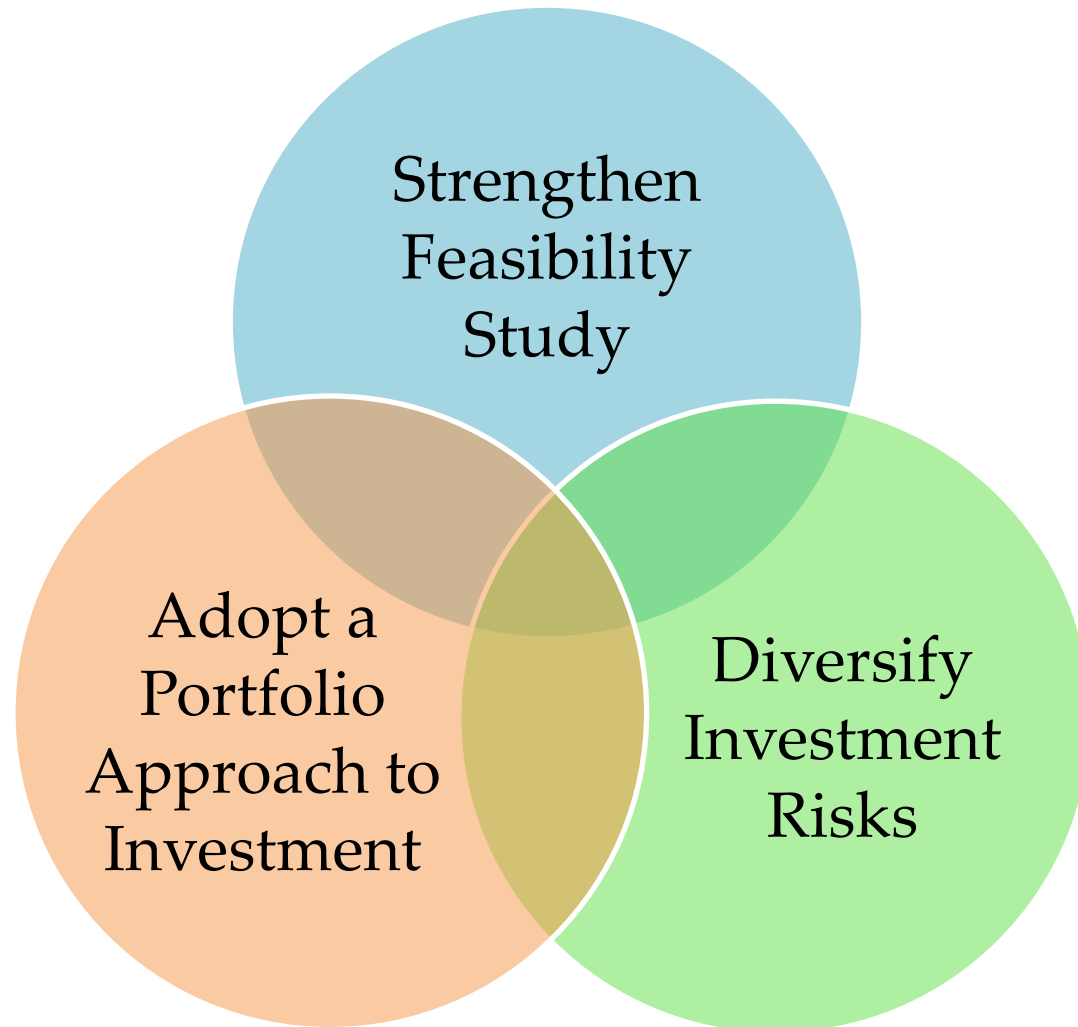 Strengthen
Feasibility
Study
Adopt a
Portfolio
Approach to
Investment
Diversify
Investment
Risks